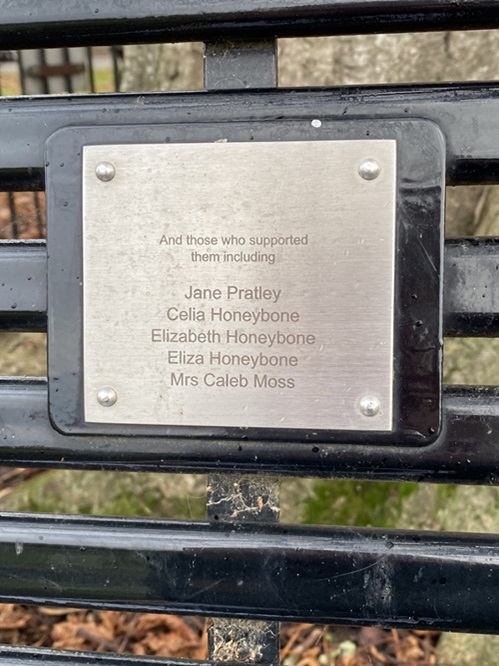 And those who supported
them including
Jane Pratley
Celia Honeybone
Elizabeth Honeybone
Eliza Honeybone
Mrs Caleb Moss